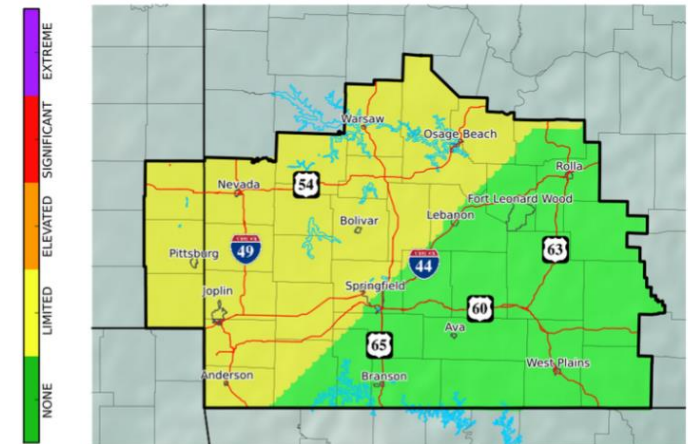 EXTREME
SIGNIFICANT
ELEVATED
LIMITED
NONE
Warsaw
Osage Beach
Rolla
Nevada
54
Fort Leonard Wood
Bolivar
Lebanon
Pittsburg
49
44
63
Joplin
Springfield
60
Ava
65
West Plains
Anderson
Branson